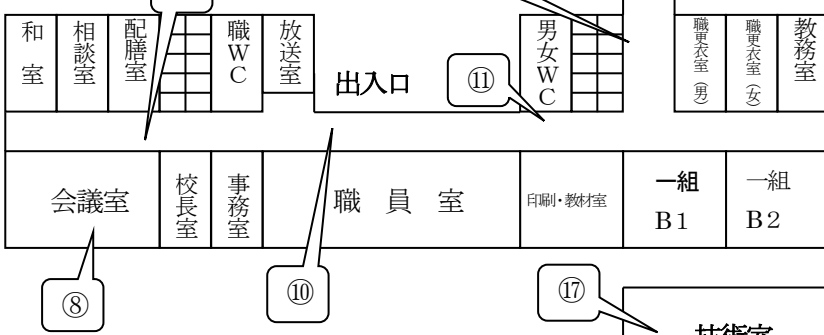 和室
相談室
配膳室
職WC
放送室
出入口
⑪
男女WC
職更衣室（男）
職更衣室（女）
教務室
会議室
校長室
事務室
職員室
印刷・教材室
一組
B1
一組
B2
⑧
⑩
⑰
技術室